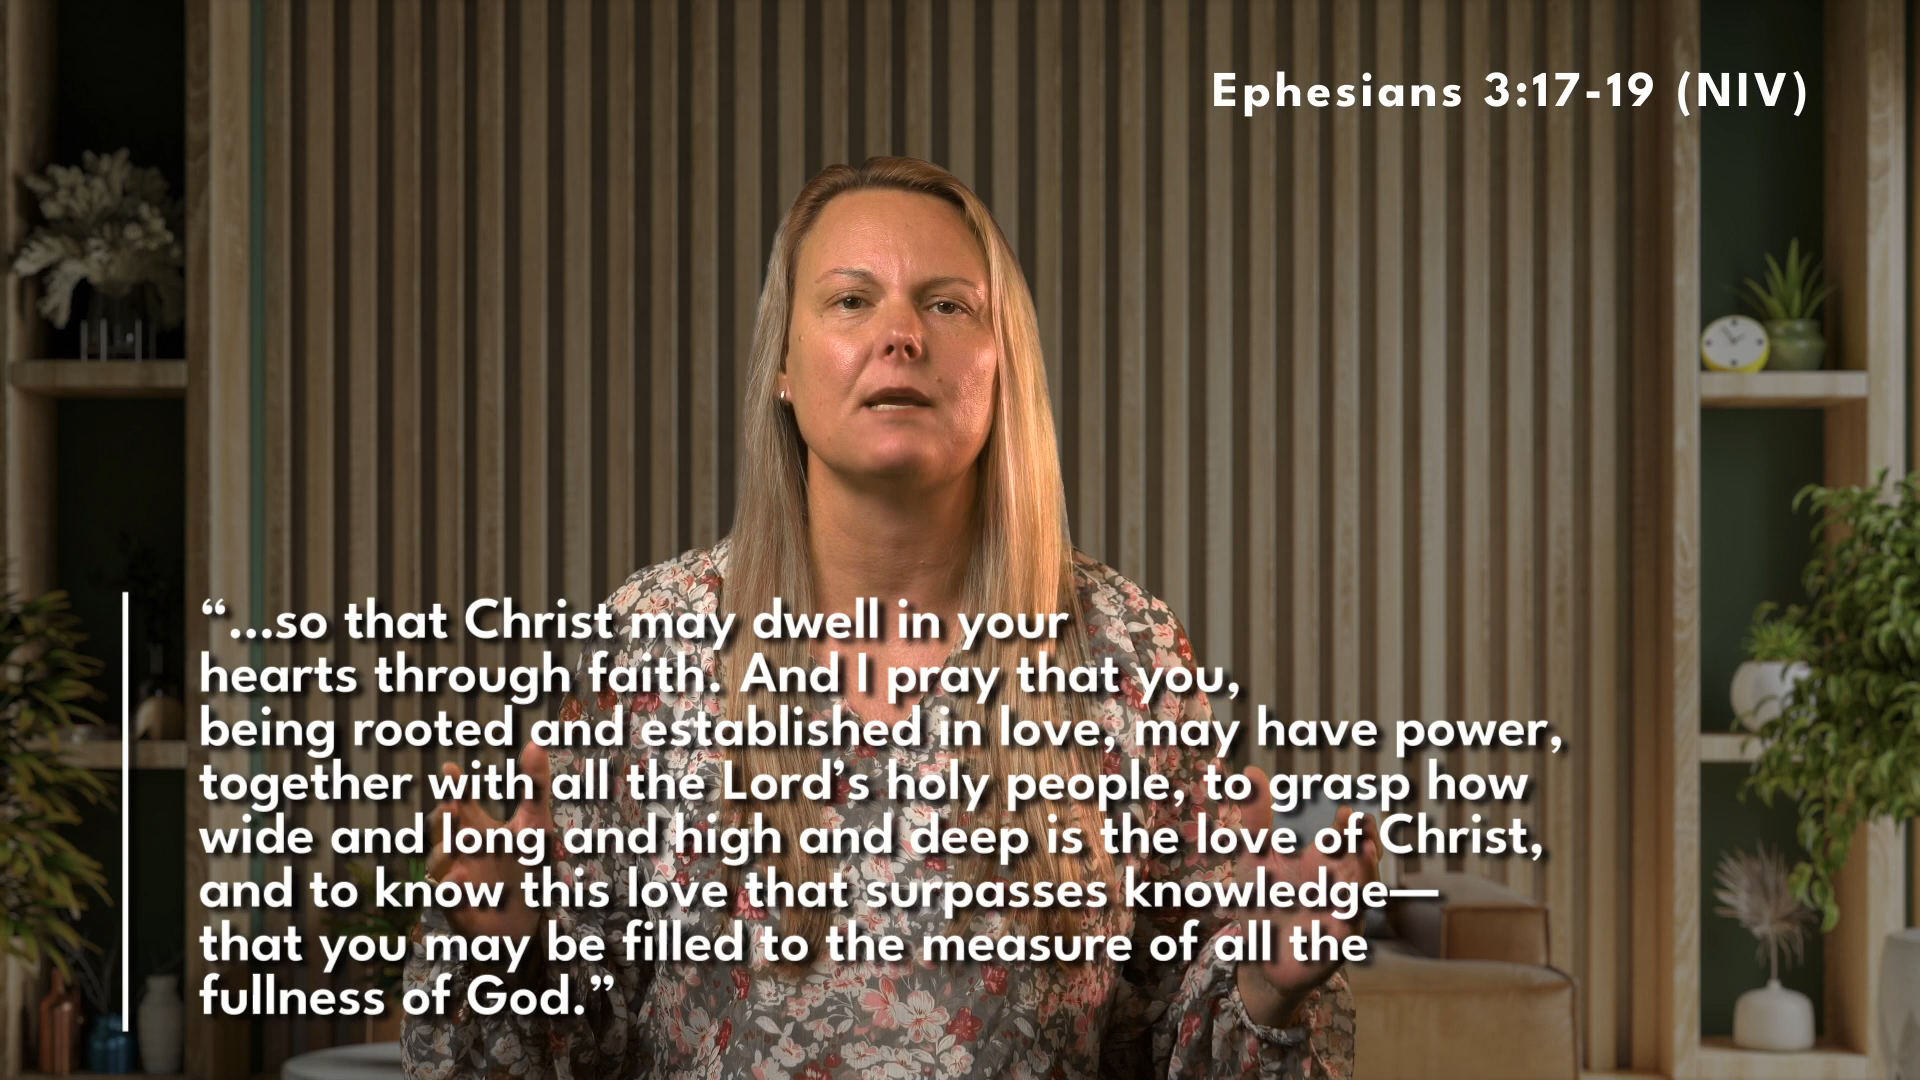 Ephesians 3:17-19 (NIV)
“...so that Christ may dwell in your
hearts through faith. And I pray that you,
being rooted and established in love, may have power,
together with all the Lord’s holy people, to grasp how
wide and long and high and deep is the love of Christ,
and to know this love that surpasses knowledge—
that you may be filled to the measure of all the
fullness of God.”